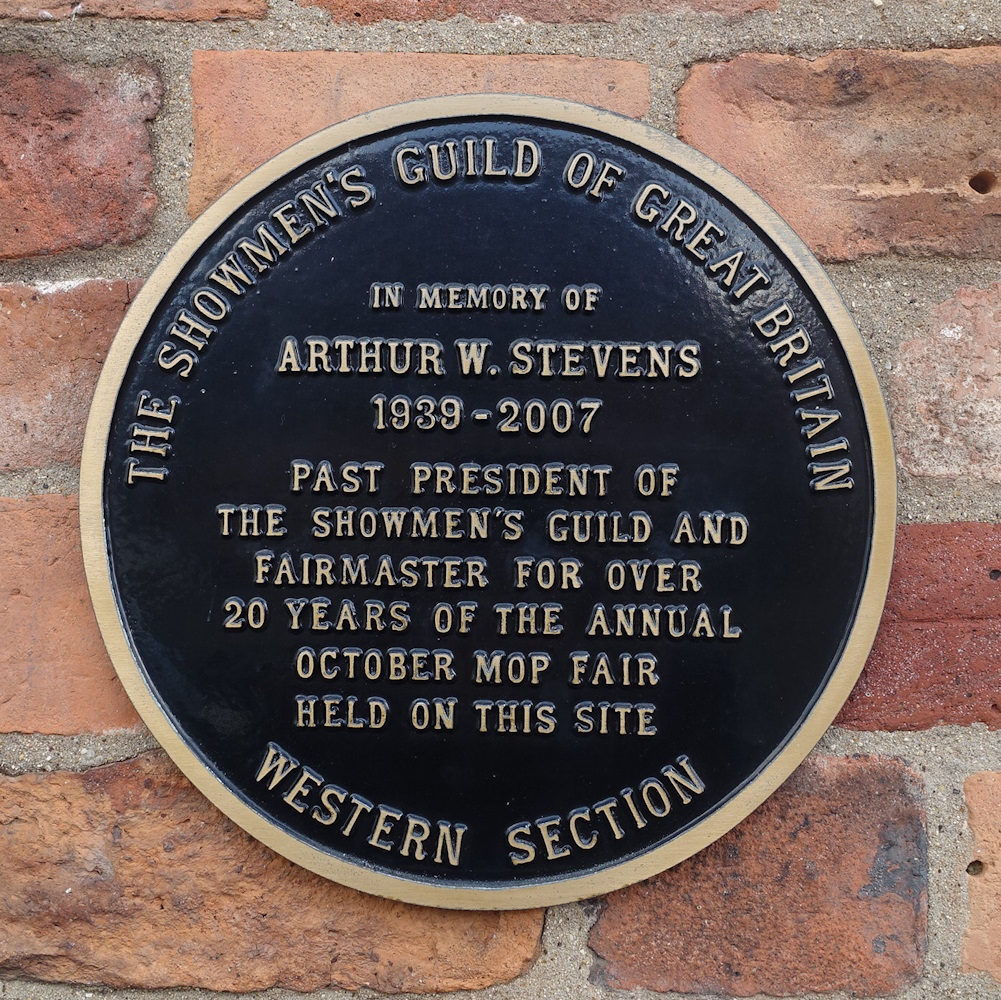 THE SHOWMEN'S GUILD OF GREAT BRITAIN
IN MEMORY OF
ARTHUR W. STEVENS
1939 - 2007
PAST PRESIDENT OF
THE SHOWMEN'S GUILD AND
FAIRMASTER FOR OVER
20 YEARS OF THE ANNUAL
OCTOBER MOP FAIR
HELD ON THIS SITE
WESTERN SECTION